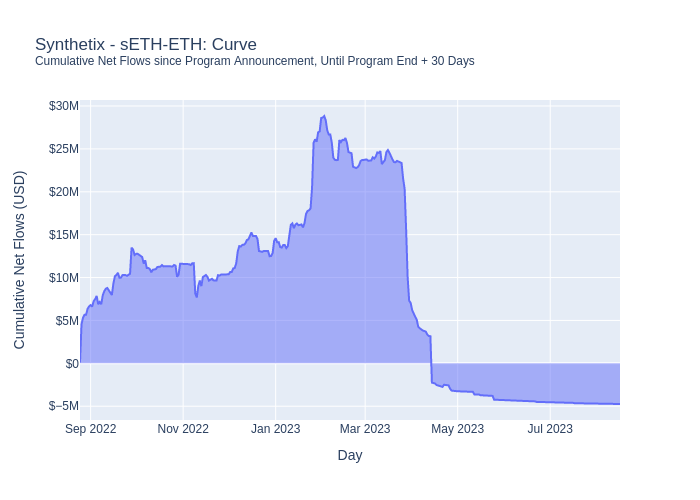 Synthetix - sETH-ETH: Curve
Cumulative Net Flows since Program Announcement, Until Program End + 30 Days
Cumulative Net Flows (USD)
$30M
$25M
$20M
$15M
$10M
$5M
$0
$−5M
Sep 2022 Nov 2022 Jan 2023 Mar 2023 May 2023 Jul 2023
Day